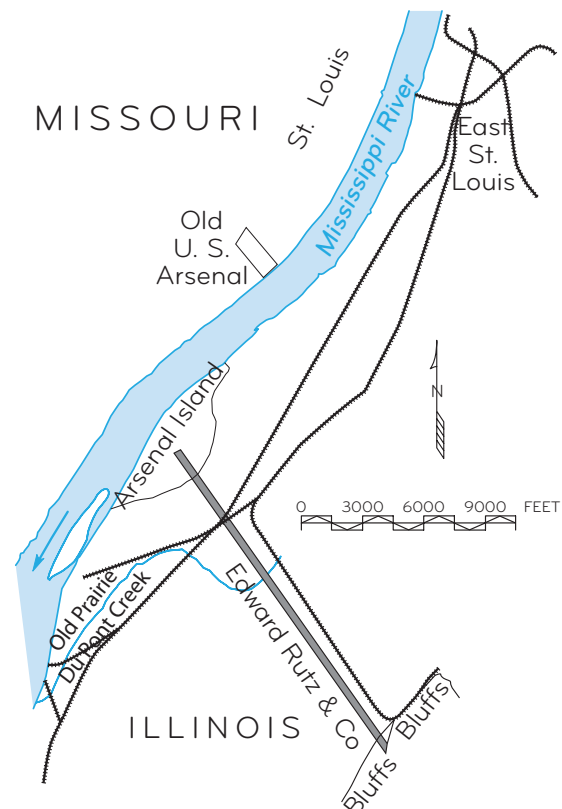 MISSOURI
St. Louis
Mississippi River
East
St.
Louis
Old
U. S.
Arsenal
N
Arsenal Island
0 3000 6000 9000 FEET
Old Prairie
Du Pont Creek
Edward Rutz & Co
ILLINOIS
Bluffs
Bluffs